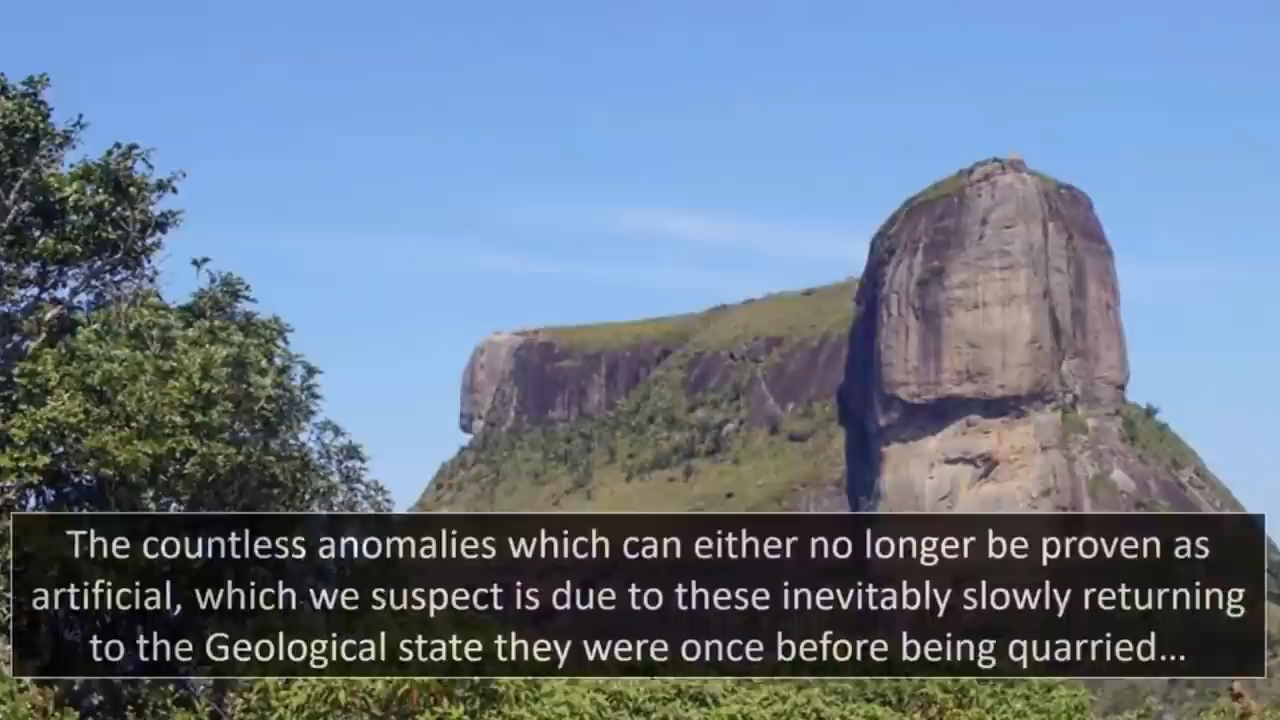 The countless anomalies which can either no longer be proven as
artificial, which we suspect is due to these inevitably slowly returning
to the Geological state they were once before being quarried...